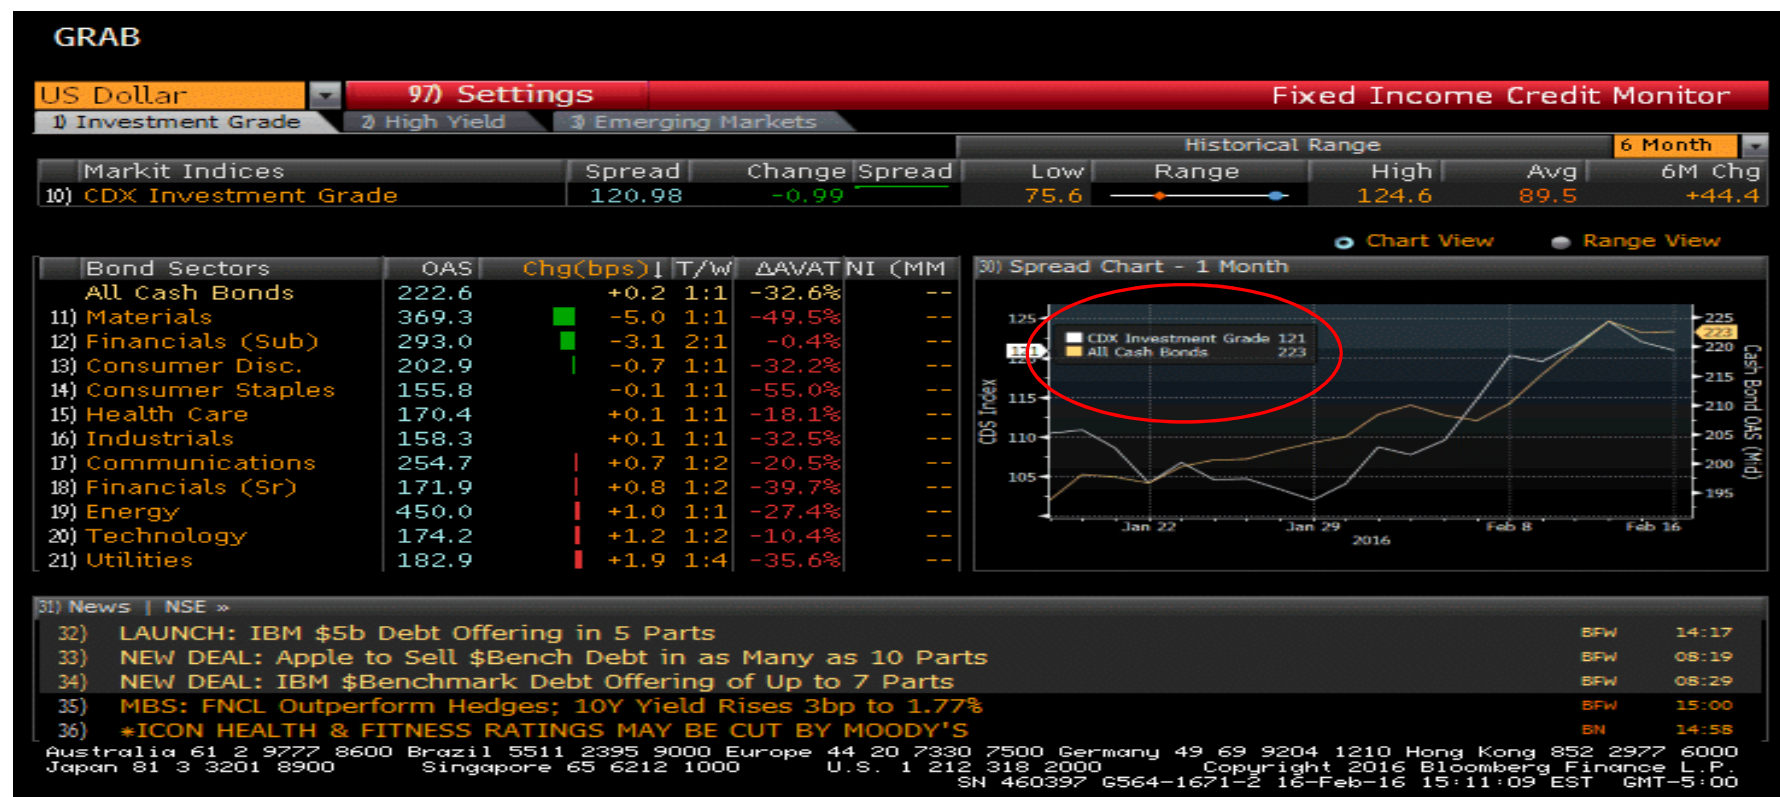 GRAB
US Dollar 97) Settings Fixed Income Credit Monitor
1) Investment Grade 2) High Yield 3) Emerging Markets
Historical Range 6 Month
Markit Indices Spread Change Spread Low Range High Avg 6M Chg
10) CDX Investment Grade 120.98 -0.99 75.6 124.6 89.5 +44.4
Chart View Range View
Bond Sectors OAS Chg(bps)↓ T/W ΔAVAT NI (MM
All Cash Bonds 222.6 +0.2 1:1 -32.6% --
11) Materials 369.3 -5.0 1:1 -49.5% --
12) Financials (Sub) 293.0 -3.1 2:1 -0.4% --
13) Consumer Disc. 202.9 -0.7 1:1 -32.2% --
14) Consumer Staples 155.8 -0.1 1:1 -55.0% --
15) Health Care 170.4 +0.1 1:1 -18.1% --
16) Industrials 158.3 +0.1 1:1 -32.5% --
17) Communications 254.7 +0.7 1:2 -20.5% --
18) Financials (Sr) 171.9 +0.8 1:2 -39.7% --
19) Energy 450.0 +1.0 1:1 -27.4% --
20) Technology 174.2 +1.2 1:2 -10.4% --
21) Utilities 182.9 +1.9 1:4 -35.6% --
30) Spread Chart - 1 Month
CDX Investment Grade 121
All Cash Bonds 223
125
121
120
115
110
105
CDS Index
225
223
220
215
210
205
200
195
Cash Bond OAS (Mid)
Jan 22 Jan 29 Feb 8 Feb 16
2016
31) News | NSE »
32) LAUNCH: IBM $5b Debt Offering in 5 Parts BFW 14:17
33) NEW DEAL: Apple to Sell $Bench Debt in as Many as 10 Parts BFW 08:19
34) NEW DEAL: IBM $Benchmark Debt Offering of Up to 7 Parts BFW 08:29
35) MBS: FNCL Outperform Hedges; 10Y Yield Rises 3bp to 1.77% BFW 15:00
36) *ICON HEALTH & FITNESS RATINGS MAY BE CUT BY MOODY'S BN 14:58
Australia 61 2 9777 8600 Brazil 5511 2395 9000 Europe 44 20 7330 7500 Germany 49 69 9204 1210 Hong Kong 852 2977 6000
Japan 81 3 3201 8900 Singapore 65 6212 1000 U.S. 1 212 318 2000 Copyright 2016 Bloomberg Finance L.P.
SN 460397 G564-1671-2 16-Feb-16 15:11:09 EST GMT-5:00